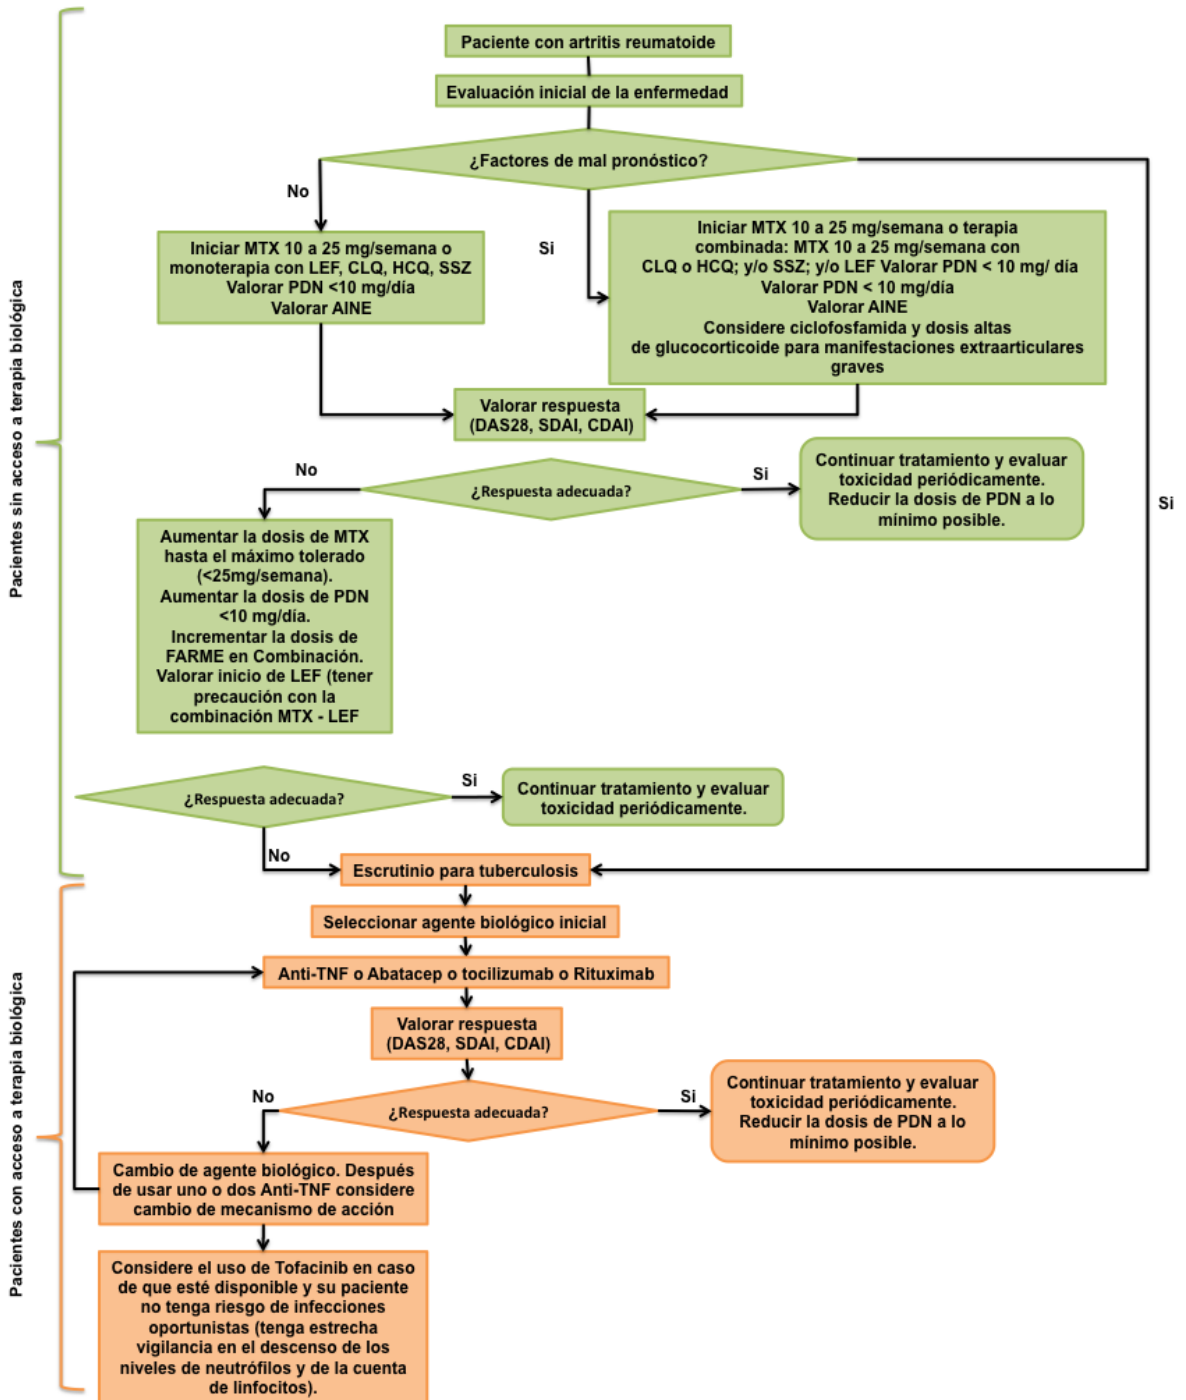 Paciente con artritis reumatoide
Evaluación inicial de la enfermedad
¿Factores de mal pronóstico?
No
Si
Si
Iniciar MTX 10 a 25 mg/semana o
monoterapia con LEF, CLQ, HCQ, SSZ
Valorar PDN <10 mg/día
Valorar AINE
Iniciar MTX 10 a 25 mg/semana o terapia
combinada: MTX 10 a 25 mg/semana con
CLQ o HCQ; y/o SSZ; y/o LEF Valorar PDN < 10 mg/ día
Valorar PDN < 10 mg/día
Valorar AINE
Considere ciclofosfamida y dosis altas
de glucocorticoide para manifestaciones extraarticulares
graves
Valorar respuesta
(DAS28, SDAI, CDAI)
¿Respuesta adecuada?
No
Si
Continuar tratamiento y evaluar
toxicidad periódicamente.
Reducir la dosis de PDN a lo
mínimo posible.
Aumentar la dosis de MTX
hasta el máximo tolerado
(<25mg/semana).
Aumentar la dosis de PDN
<10 mg/día.
Incrementar la dosis de
FARME en Combinación.
Valorar inicio de LEF (tener
precaución con la
combinación MTX - LEF
¿Respuesta adecuada?
Si
Continuar tratamiento y evaluar
toxicidad periódicamente.
No
Pacientes sin acceso a terapia biológica
Escrutinio para tuberculosis
Seleccionar agente biológico inicial
Anti-TNF o Abatacep o tocilizumab o Rituximab
Valorar respuesta
(DAS28, SDAI, CDAI)
¿Respuesta adecuada?
No
Si
Continuar tratamiento y evaluar
toxicidad periódicamente.
Reducir la dosis de PDN a lo
mínimo posible.
Cambio de agente biológico. Después
de usar uno o dos Anti-TNF considere
cambio de mecanismo de acción
Considere el uso de Tofacinib en caso
de que esté disponible y su paciente
no tenga riesgo de infecciones
oportunistas (tenga estrecha
vigilancia en el descenso de los
niveles de neutrófilos y de la cuenta
de linfocitos).
Pacientes con acceso a terapia biológica